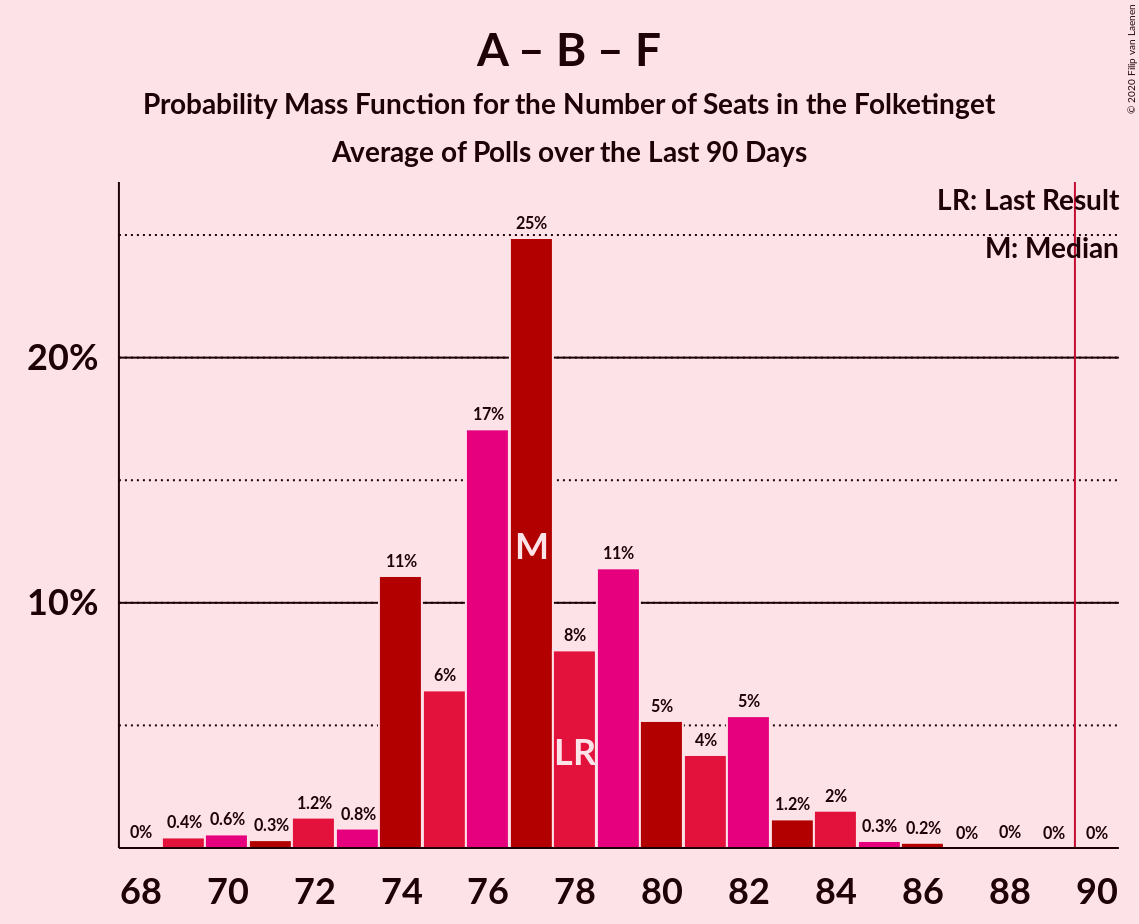 A – B – F
Probability Mass Function for the Number of Seats in the Folketinget
Average of Polls over the Last 90 Days
© 2020 Filip van Laenen
LR: Last Result
M: Median
25%
20%
17%
M
11%
11%
10%
8%
6%
5%
5%
4%
LR
2%
1.2%
1.2%
0.8%
0.6%
0.4%
0.3%
0.3%
0.2%
0%
0%
0%
0%
0%
68 70 72 74 76 78 80 82 84 86 88 90